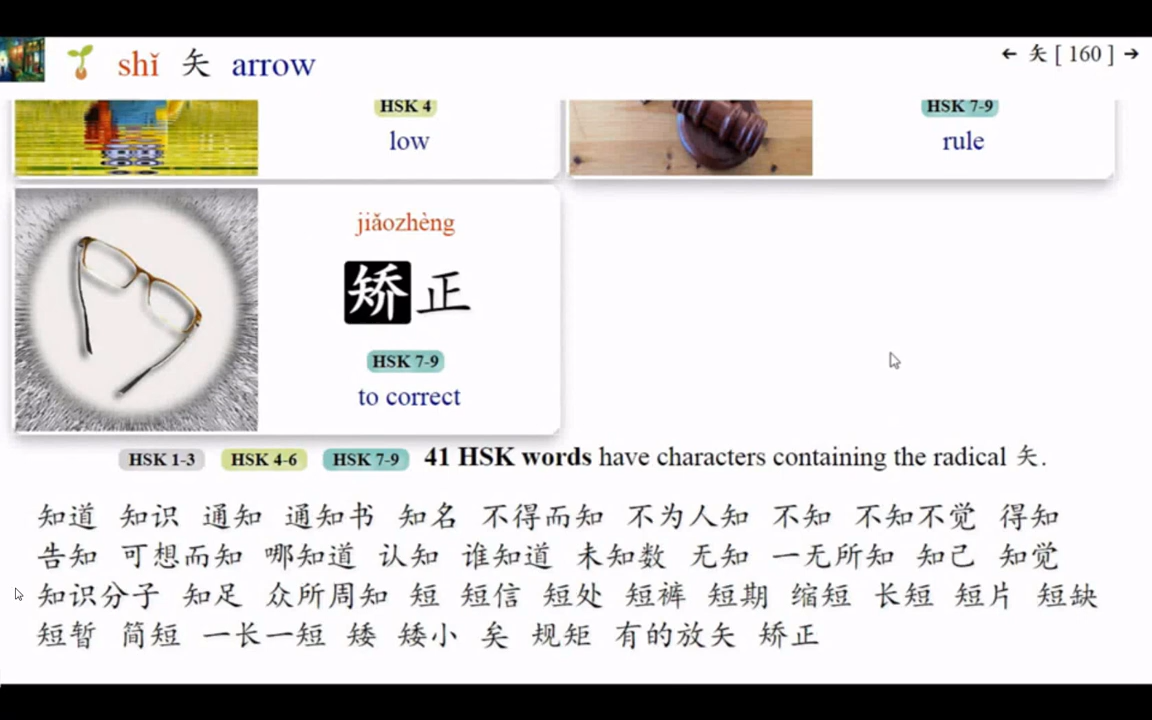 shǐ 矢 arrow
← 矢 [ 160 ] →
HSK 4
low
HSK 7-9
rule
jiǎozhèng
矫正
HSK 7-9
to correct
HSK 1-3 HSK 4-6 HSK 7-9 41 HSK words have characters containing the radical 矢.
知道 知识 通知 通知书 知名 不得而知 不为人知 不知 不知不觉 得知
告知 可想而知 哪知道 认知 谁知道 未知数 无知 一无所知 知己 知觉
知识分子 知足 众所周知 短 短信 短处 短裤 短期 缩短 长短 短片 短缺
短暂 简短 一长一短 矮 矮小 矣 规矩 有的放矢 矫正